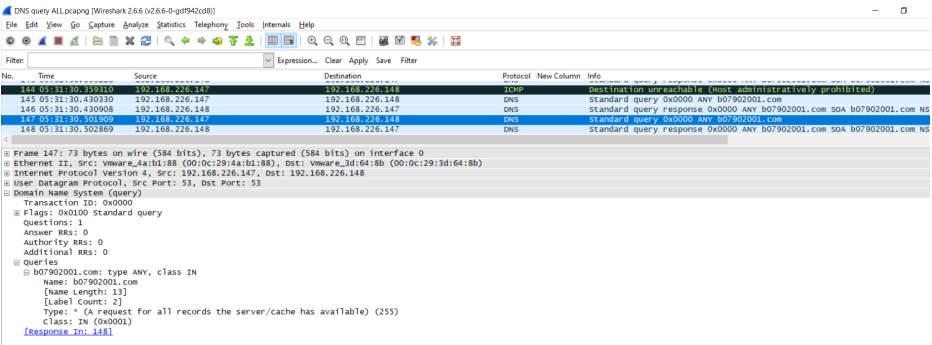 DNS query ALL.pcapng [Wireshark 2.6.6 (v2.6.6-0-gdf942cd8)]
File Edit View Go Capture Analyze Statistics Telephony Tools Internals Help
Filter: Expression... Clear Apply Save Filter
No. Time Source Destination Protocol New Column Info
144 05:31:30.359310 192.168.226.147 192.168.226.148 ICMP Destination unreachable (Host administratively prohibited)
145 05:31:30.430330 192.168.226.147 192.168.226.148 DNS Standard query 0x0000 ANY b07902001.com
146 05:31:30.430908 192.168.226.148 192.168.226.147 DNS Standard query response 0x0000 ANY b07902001.com SOA b07902001.com NS
147 05:31:30.501909 192.168.226.147 192.168.226.148 DNS Standard query 0x0000 ANY b07902001.com
148 05:31:30.502869 192.168.226.148 192.168.226.147 DNS Standard query response 0x0000 ANY b07902001.com SOA b07902001.com NS
Frame 147: 73 bytes on wire (584 bits), 73 bytes captured (584 bits) on interface 0
Ethernet II, Src: Vmware_4a:b1:88 (00:0c:29:4a:b1:88), Dst: Vmware_3d:64:8b (00:0c:29:3d:64:8b)
Internet Protocol Version 4, Src: 192.168.226.147, Dst: 192.168.226.148
User Datagram Protocol, Src Port: 53, Dst Port: 53
Domain Name System (query)
Transaction ID: 0x0000
Flags: 0x0100 Standard query
Questions: 1
Answer RRs: 0
Authority RRs: 0
Additional RRs: 0
Queries
b07902001.com: type ANY, class IN
Name: b07902001.com
[Name Length: 13]
[Label Count: 2]
Type: * (A request for all records the server/cache has available) (255)
Class: IN (0x0001)
[Response In: 148]